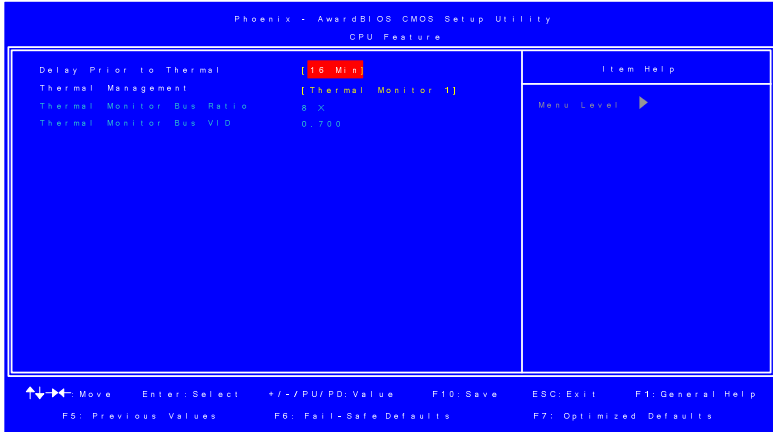 Phoenix - AwardBIOS CMOS Setup Utility
CPU Feature
Delay Prior to Thermal [16 Min]
Thermal Management [Thermal Monitor 1]
Thermal Monitor Bus Ratio 8 X
Thermal Monitor Bus VID 0.700
Item Help
Menu Level
:Move Enter:Select +/-/PU/PD:Value F10:Save ESC:Exit F1:General Help
F5: Previous Values F6: Fail-Safe Defaults F7: Optimized Defaults